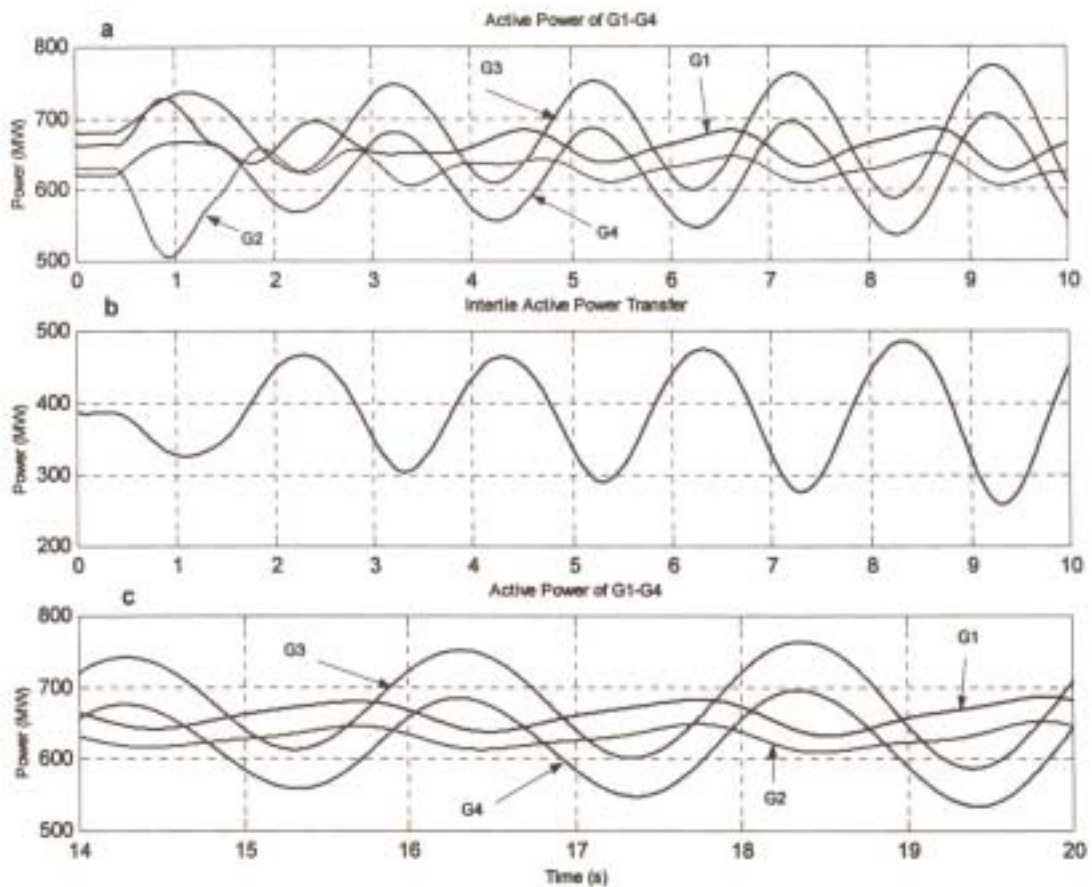 a
Active Power of G1-G4
Power (MW)
800
700
600
500
G3
G1
G2
G4
0 1 2 3 4 5 6 7 8 9 10
b
Intertie Active Power Transfer
Power (MW)
500
400
300
200
0 1 2 3 4 5 6 7 8 9 10
c
Active Power of G1-G4
Power (MW)
800
700
600
500
G3
G1
G4
G2
14 15 16 17 18 19 20
Time (s)